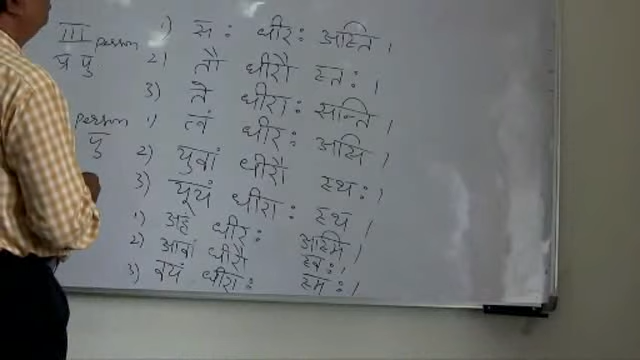 III person 1) सः धीरः अस्ति ।
प्र पु 2) तौ धीरौ स्तः ।
3) ते धीराः सन्ति ।
person 1) त्वं धीरः असि ।
पु 2) युवां धीरौ स्थः ।
3) यूयं धीराः स्थ ।
1) अहं धीरः अस्मि ।
2) आवां धीरौ स्वः ।
3) वयं धीराः स्मः ।